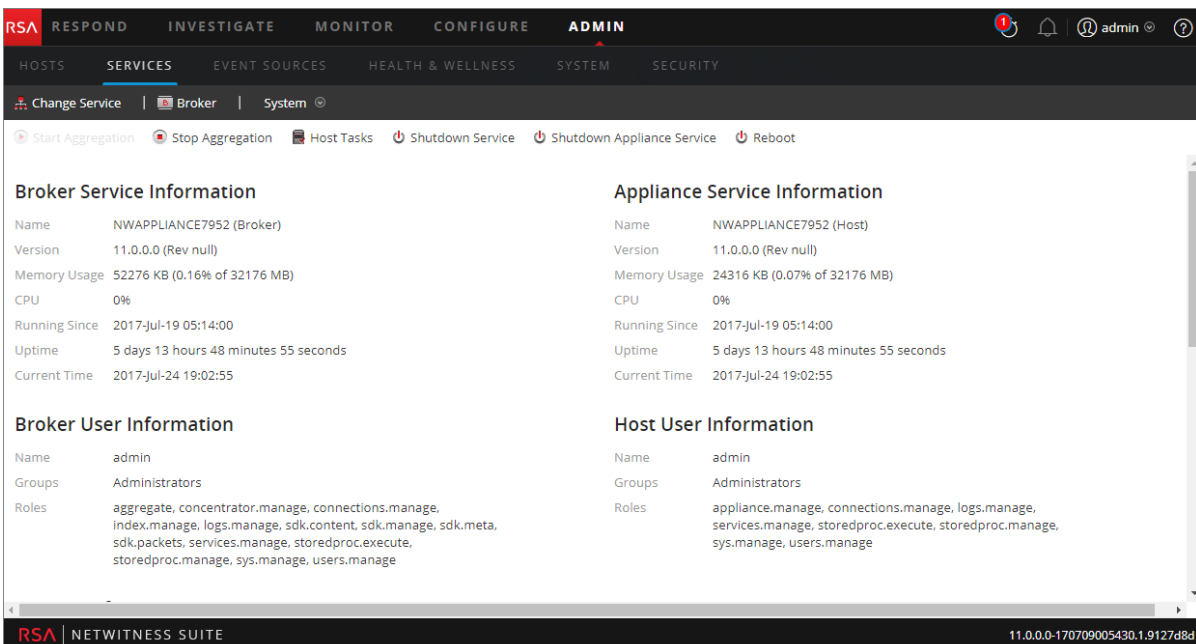 RSA RESPOND INVESTIGATE MONITOR CONFIGURE ADMIN 1 admin ?
HOSTS SERVICES EVENT SOURCES HEALTH & WELLNESS SYSTEM SECURITY
Change Service | B Broker | System
Start Aggregation Stop Aggregation Host Tasks Shutdown Service Shutdown Appliance Service Reboot
Broker Service Information
Name NWAPPLIANCE7952 (Broker)
Version 11.0.0.0 (Rev null)
Memory Usage 52276 KB (0.16% of 32176 MB)
CPU 0%
Running Since 2017-Jul-19 05:14:00
Uptime 5 days 13 hours 48 minutes 55 seconds
Current Time 2017-Jul-24 19:02:55
Appliance Service Information
Name NWAPPLIANCE7952 (Host)
Version 11.0.0.0 (Rev null)
Memory Usage 24316 KB (0.07% of 32176 MB)
CPU 0%
Running Since 2017-Jul-19 05:14:00
Uptime 5 days 13 hours 48 minutes 55 seconds
Current Time 2017-Jul-24 19:02:55
Broker User Information
Name admin
Groups Administrators
Roles aggregate, concentrator.manage, connections.manage,
index.manage, logs.manage, sdk.content, sdk.manage, sdk.meta,
sdk.packets, services.manage, storedproc.execute,
storedproc.manage, sys.manage, users.manage
Host User Information
Name admin
Groups Administrators
Roles appliance.manage, connections.manage, logs.manage,
services.manage, storedproc.execute, storedproc.manage,
sys.manage, users.manage
RSA | NETWITNESS SUITE 11.0.0.0-170709005430.1.9127d8d